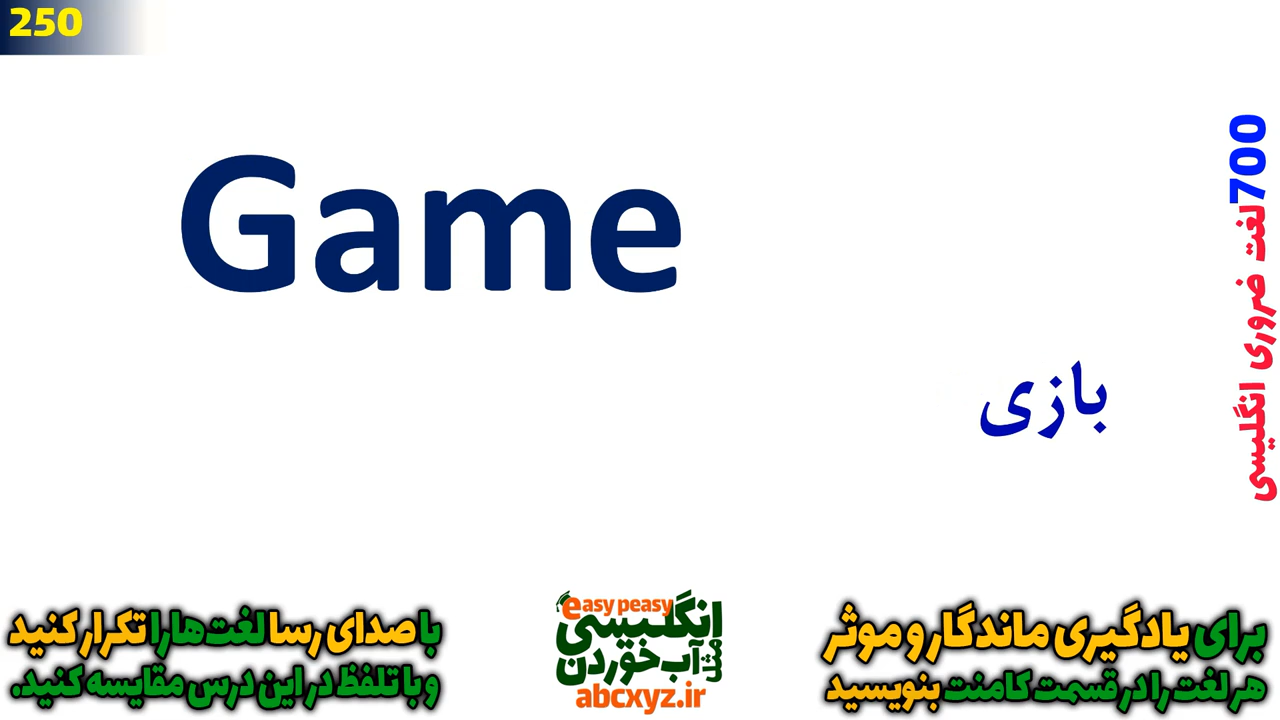 250
Game
بازی
700 لغت ضروری انگلیسی
برای یادگیری ماندگار و موثر
هر لغت را در قسمت کامنت بنویسید
easy peasy
انگلیسی
مثل آب خوردن
abcxyz.ir
با صدای رسا لغت‌ها را تکرار کنید
و با تلفظ در این درس مقایسه کنید.